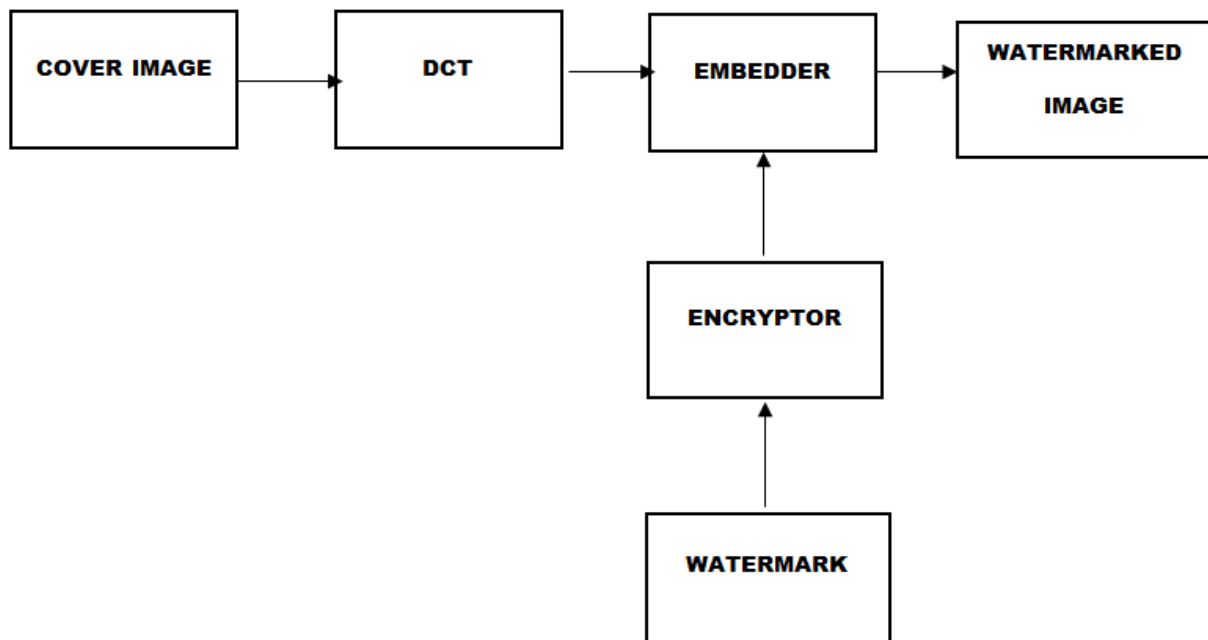 COVER IMAGE
DCT
EMBEDDER
WATERMARKED
IMAGE
ENCRYPTOR
WATERMARK